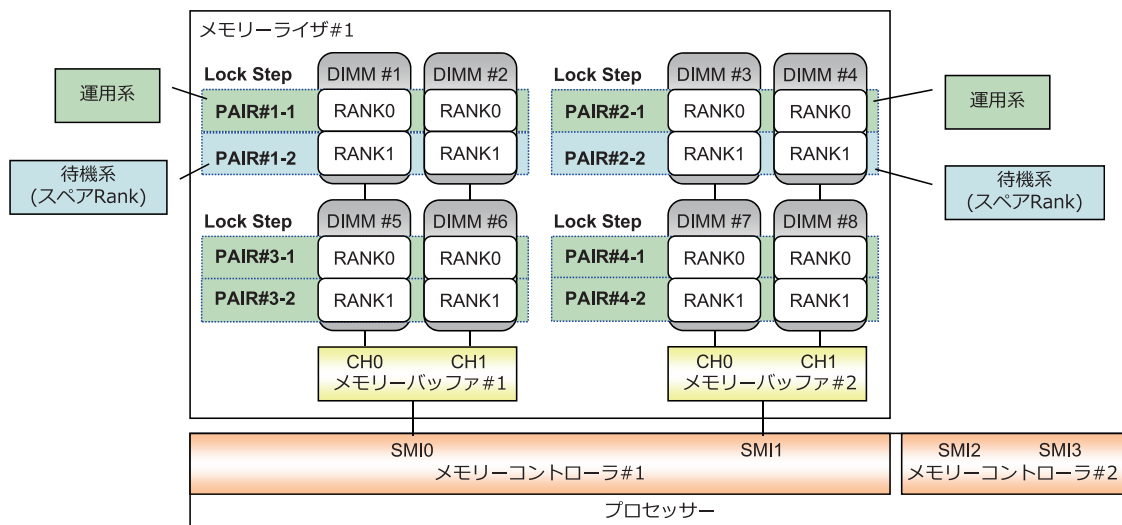 メモリーライザ#1
Lock Step DIMM #1 DIMM #2
PAIR#1-1 RANK0 RANK0
PAIR#1-2 RANK1 RANK1
Lock Step DIMM #3 DIMM #4
PAIR#2-1 RANK0 RANK0
PAIR#2-2 RANK1 RANK1
運用系
待機系
(スペアRank)
運用系
待機系
(スペアRank)
Lock Step DIMM #5 DIMM #6
PAIR#3-1 RANK0 RANK0
PAIR#3-2 RANK1 RANK1
Lock Step DIMM #7 DIMM #8
PAIR#4-1 RANK0 RANK0
PAIR#4-2 RANK1 RANK1
CH0 CH1
メモリーバッファ#1
CH0 CH1
メモリーバッファ#2
SMI0 SMI1
メモリーコントローラ#1
SMI2 SMI3
メモリーコントローラ#2
プロセッサー